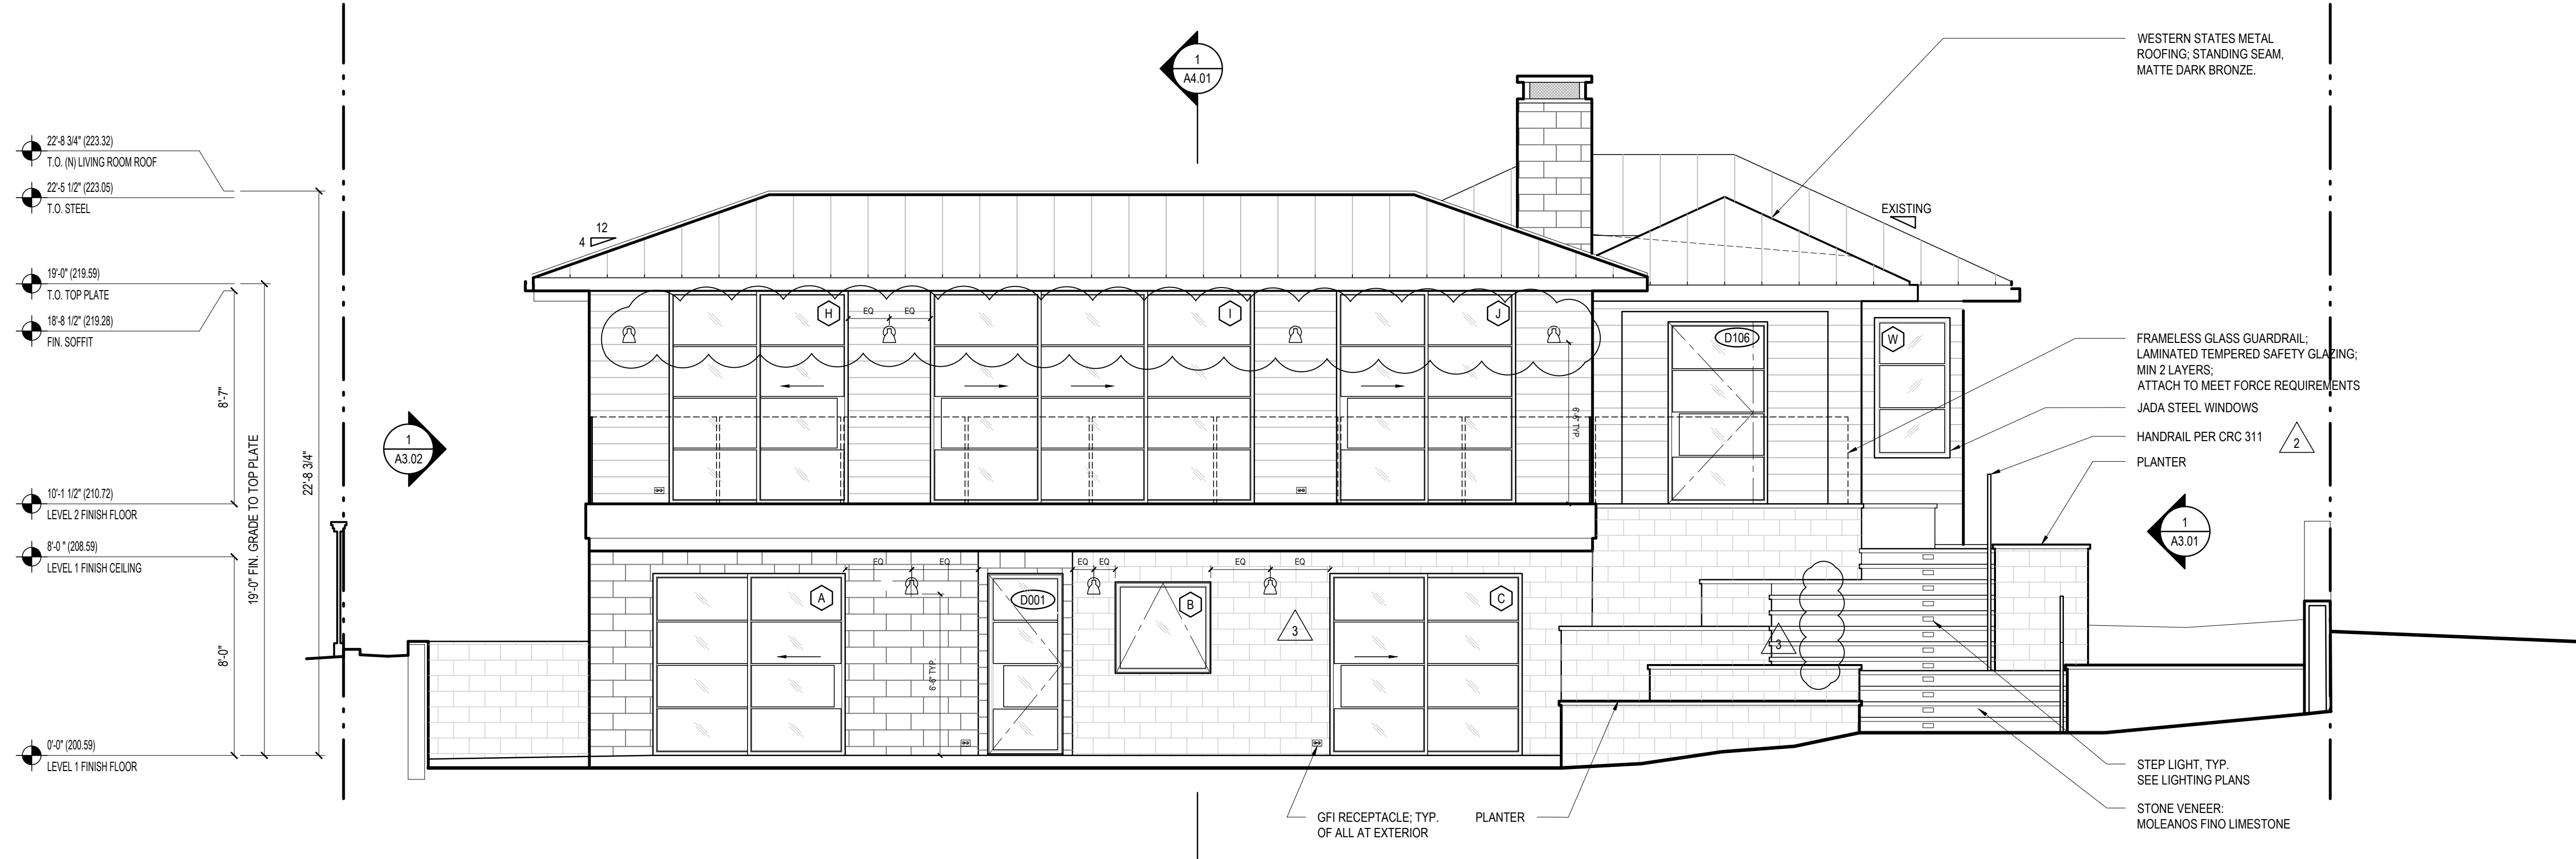 WESTERN STATES METAL
ROOFING; STANDING SEAM,
MATTE DARK BRONZE.
1
A4.01
22'-8 3/4" (223.32)
T.O. (N) LIVING ROOM ROOF
22'-5 1/2" (223.05)
T.O. STEEL
12
4
EXISTING
19'-0" (219.59)
T.O. TOP PLATE
18'-8 1/2" (219.28)
FIN. SOFFIT
H
EQ
EQ
I
J
D106
W
FRAMELESS GLASS GUARDRAIL;
LAMINATED TEMPERED SAFETY GLAZING;
MIN 2 LAYERS;
ATTACH TO MEET FORCE REQUIREMENTS
JADA STEEL WINDOWS
HANDRAIL PER CRC 311
2
PLANTER
8'-7"
19'-0" FIN. GRADE TO TOP PLATE
22'-8 3/4"
6'-6" TYP.
1
A3.02
10'-1 1/2" (210.72)
LEVEL 2 FINISH FLOOR
1
A3.01
8'-0 " (208.59)
LEVEL 1 FINISH CEILING
EQ
EQ
EQ
EQ
EQ
EQ
A
D001
B
C
3
3
8'-0"
6'-6" TYP.
0'-0" (200.59)
LEVEL 1 FINISH FLOOR
GFI RECEPTACLE; TYP.
OF ALL AT EXTERIOR
PLANTER
STEP LIGHT, TYP.
SEE LIGHTING PLANS
STONE VENEER:
MOLEANOS FINO LIMESTONE